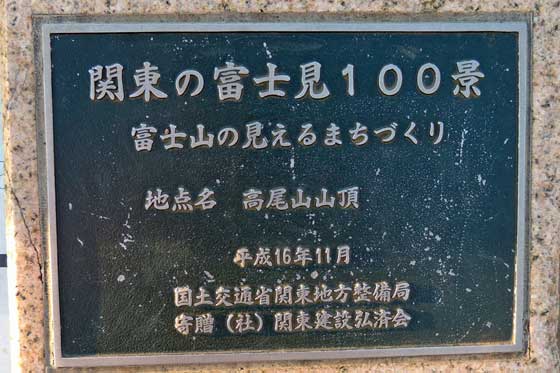 関東の富士見１００景
富士山の見えるまちづくり
地点名　高尾山山頂
平成16年11月
国土交通省関東地方整備局
寄贈（社）関東建設弘済会